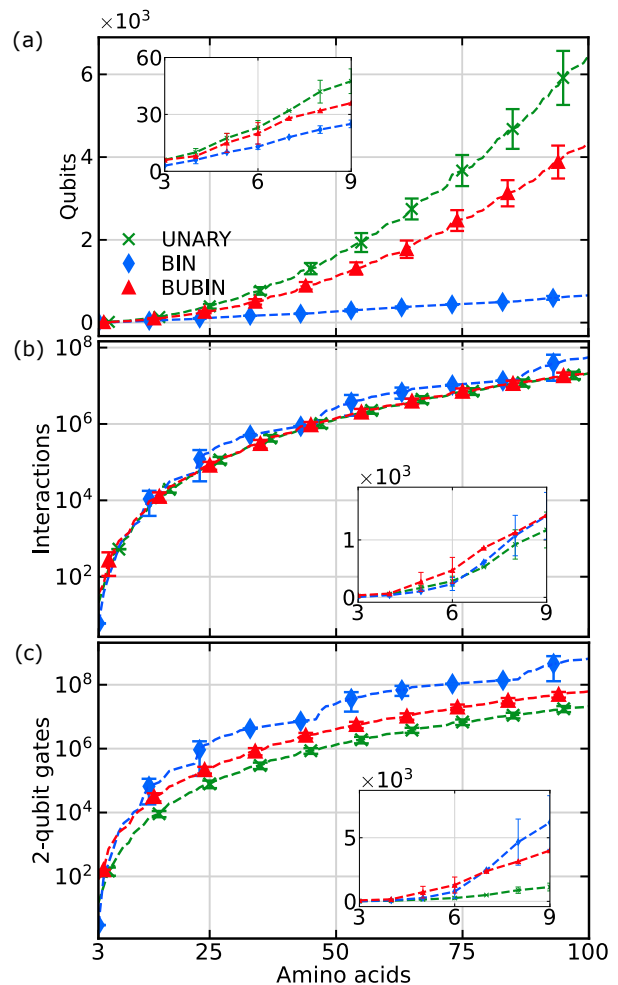 ×10³
(a)
6
4
2
0
Qubits
60
30
0
3 6 9
UNARY
BIN
BUBIN
(b)
10⁸
10⁶
10⁴
10²
Interactions
×10³
1
0
3 6 9
(c)
10⁸
10⁶
10⁴
10²
2-qubit gates
×10³
5
0
3 6 9
3 25 50 75 100
Amino acids